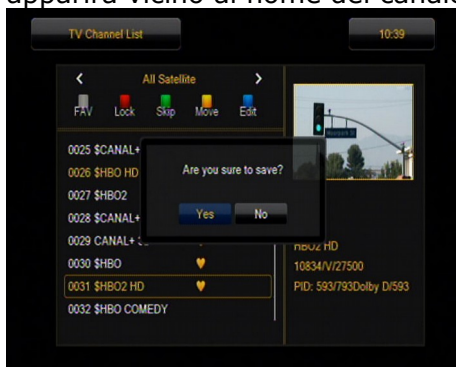 apparirà vicino al nome del canale
TV Channel List
10:39
All Satellite
FAV Lock Skip Move Edit
0025 $CANAL+
0026 $HBO HD
0027 $HBO2
0028 $CANAL+
0029 CANAL+
0030 $HBO
0031 $HBO2 HD
0032 $HBO COMEDY
Are you sure to save?
Yes No
HBO2 HD
10834/V/27500
PID: 593/793Dolby D/593